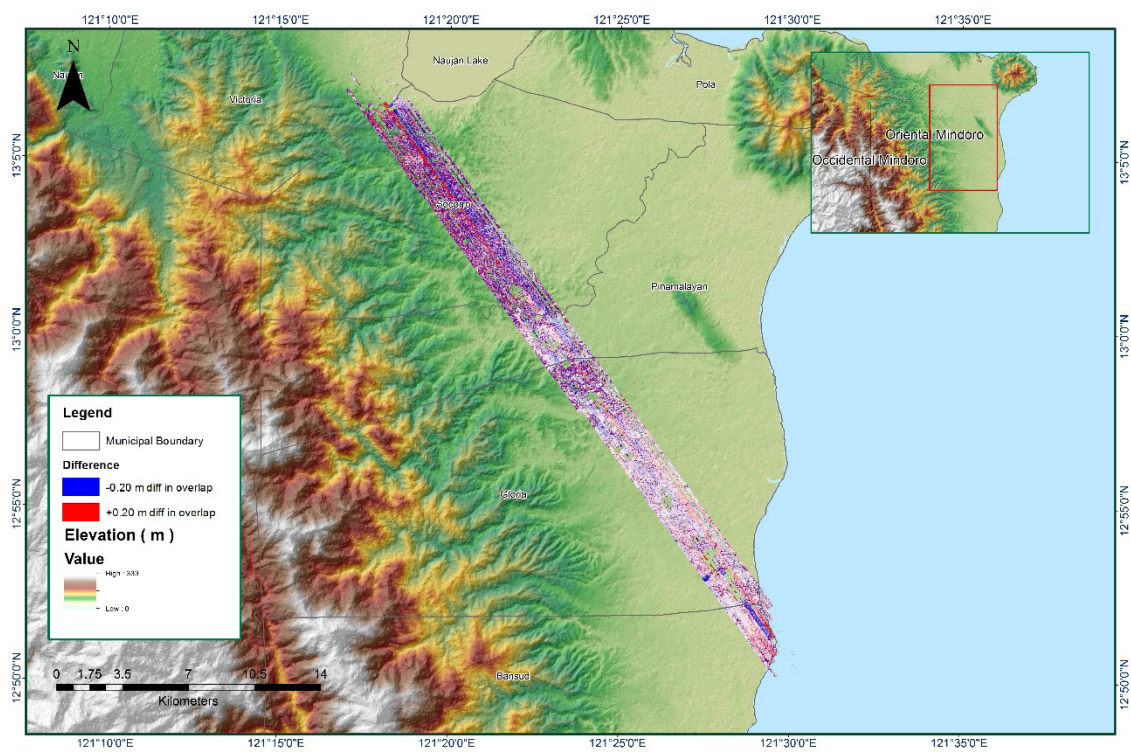 121°10'0"E 121°15'0"E 121°20'0"E 121°25'0"E 121°30'0"E 121°35'0"E
N
Naujan Lake
Naujan
Victoria
Pola
Oriental Mindoro
Occidental Mindoro
13°5'0"N 13°5'0"N
Socorro
Pinamalayan
13°0'0"N 13°0'0"N
Legend
Municipal Boundary
Difference
-0.20 m diff in overlap
+0.20 m diff in overlap
Elevation ( m )
Value
High : 333
Low : 0
Gloria
12°55'0"N 12°55'0"N
Bansud
12°50'0"N 12°50'0"N
0 1.75 3.5 7 10.5 14
Kilometers
121°10'0"E 121°15'0"E 121°20'0"E 121°25'0"E 121°30'0"E 121°35'0"E